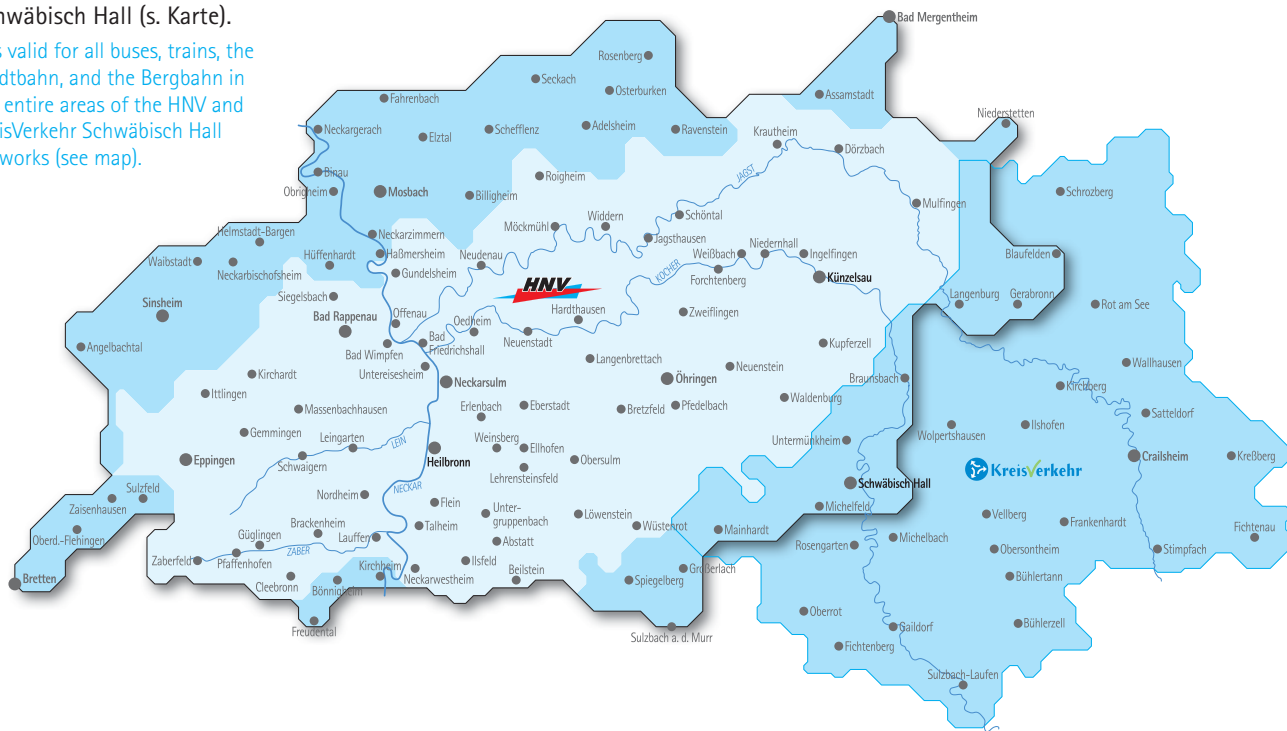 hwäbisch Hall (s. Karte).
s valid for all buses, trains, the
dtbahn, and the Bergbahn in
entire areas of the HNV and
isVerkehr Schwäbisch Hall
works (see map).
Bad Mergentheim
Rosenberg
Seckach
Osterburken
Assamstadt
Fahrenbach
Niederstetten
Neckargerach
Elztal
Schefflenz
Adelsheim
Ravenstein
Krautheim
Dörzbach
Binau
Obrigheim
Mosbach
Billigheim
Roigheim
JAGST
Schrozberg
Mulfingen
Schöntal
Widdern
Möckmühl
Neckarzimmern
Helmstadt-Bargen
Jagsthausen
Haßmersheim
Hüffenhardt
Neudenau
Weißbach
Niedernhall
Ingelfingen
Blaufelden
Waibstadt
Neckarbischofsheim
Gundelsheim
KOCHER
Forchtenberg
Künzelsau
HNV
Siegelsbach
Langenburg
Gerabronn
Rot am See
Sinsheim
Bad Rappenau
Offenau
Oedheim
Hardthausen
Zweiflingen
Neuenstadt
Angelbachtal
Bad Wimpfen
Bad
Friedrichshall
Kupferzell
Untereisesheim
Langenbrettach
Neuenstein
Wallhausen
Kirchardt
Neckarsulm
Öhringen
Braunsbach
Kirchberg
Ittlingen
Waldenburg
Massenbachhausen
Erlenbach
Eberstadt
Bretzfeld
Pfedelbach
Satteldorf
Gemmingen
Leingarten
LEIN
Weinsberg
Ellhofen
Untermünkheim
Wolpertshausen
Ilshofen
Eppingen
Schwaigern
Heilbronn
Lehrensteinsfeld
Obersulm
KreisVerkehr
Crailsheim
Kreßberg
Schwäbisch Hall
Nordheim
NECKAR
Flein
Michelfeld
Sulzfeld
Zaisenhausen
Unter-
gruppenbach
Löwenstein
Wüstenrot
Mainhardt
Vellberg
Frankenhardt
Oberd.-Flehingen
Güglingen
Brackenheim
Lauffen
Talheim
Abstatt
Rosengarten
Michelbach
Fichtenau
Obersontheim
Stimpfach
Zaberfeld
Pfaffenhofen
ZABER
Ilsfeld
Großerlach
Bretten
Cleebronn
Bönnigheim
Kirchheim
Neckarwestheim
Beilstein
Spiegelberg
Bühlertann
Freudental
Sulzbach a. d. Murr
Oberrot
Gaildorf
Bühlerzell
Fichtenberg
Sulzbach-Laufen